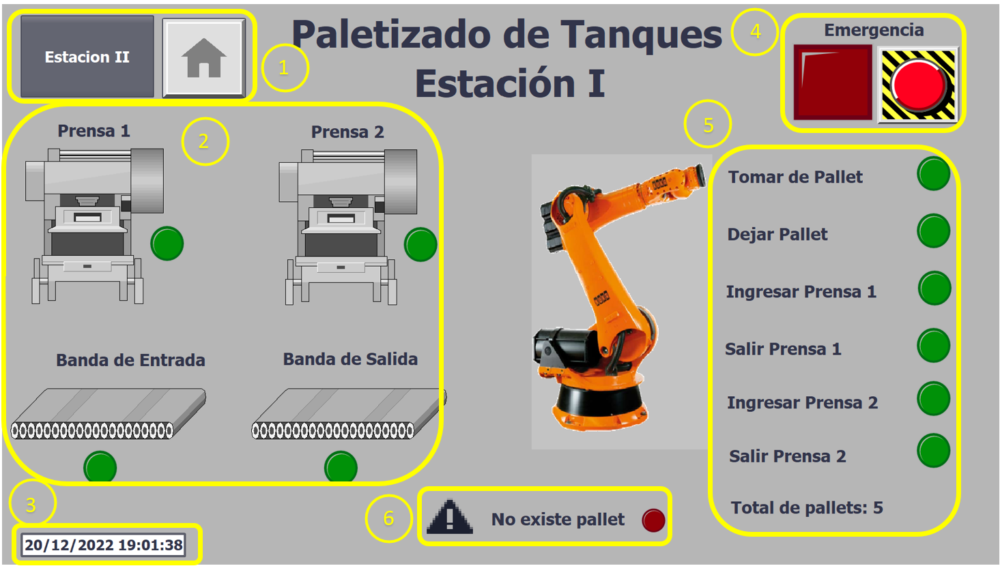 Estacion II
1
Paletizado de Tanques
Estación I
4
Emergencia
Prensa 1
2
Prensa 2
5
Tomar de Pallet
Dejar Pallet
Ingresar Prensa 1
Salir Prensa 1
Ingresar Prensa 2
Salir Prensa 2
Total de pallets: 5
Banda de Entrada
Banda de Salida
3
20/12/2022 19:01:38
6
No existe pallet